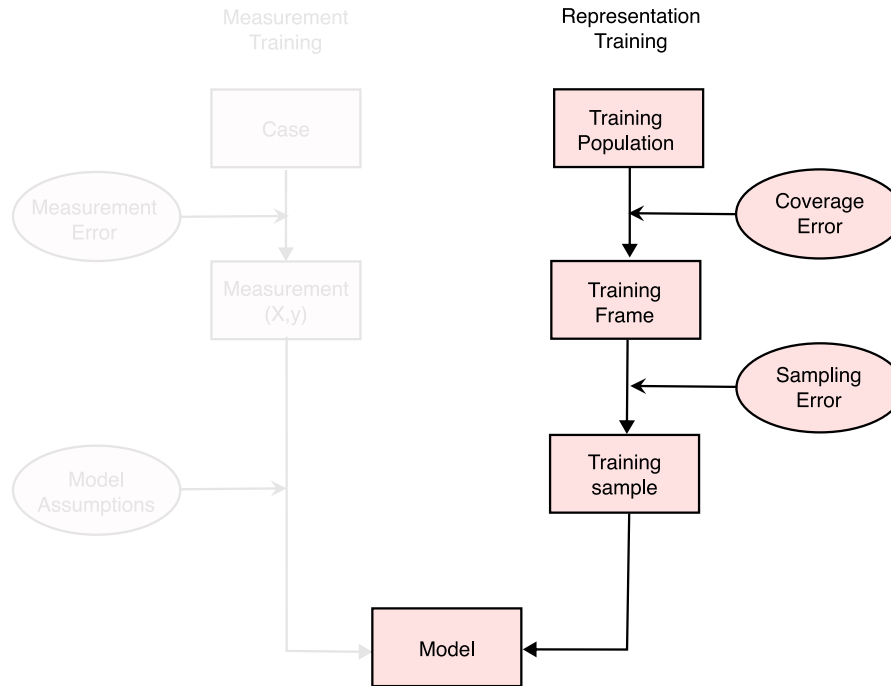 Measurement
Training
Representation
Training
Case
Training
Population
Measurement
Error
Coverage
Error
Measurement
(X,y)
Training
Frame
Sampling
Error
Model
Assumptions
Training
sample
Model